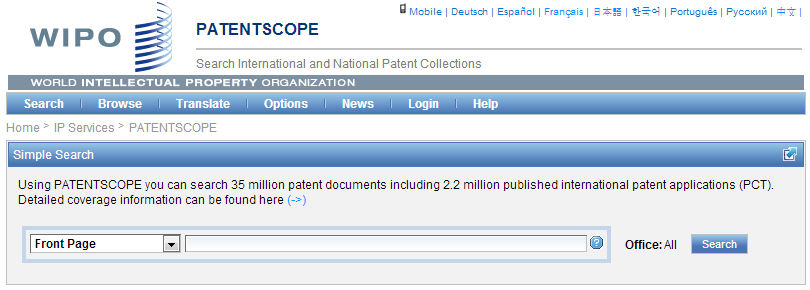 Mobile | Deutsch | Español | Français | 日本語 | 한국어 | Português | Русский | 中文 |
WIPO
PATENTSCOPE
Search International and National Patent Collections
WORLD INTELLECTUAL PROPERTY ORGANIZATION
Search | Browse | Translate | Options | News | Login | Help
Home > IP Services > PATENTSCOPE
Simple Search
Using PATENTSCOPE you can search 35 million patent documents including 2.2 million published international patent applications (PCT).
Detailed coverage information can be found here (->)
Front Page ? Office: All Search